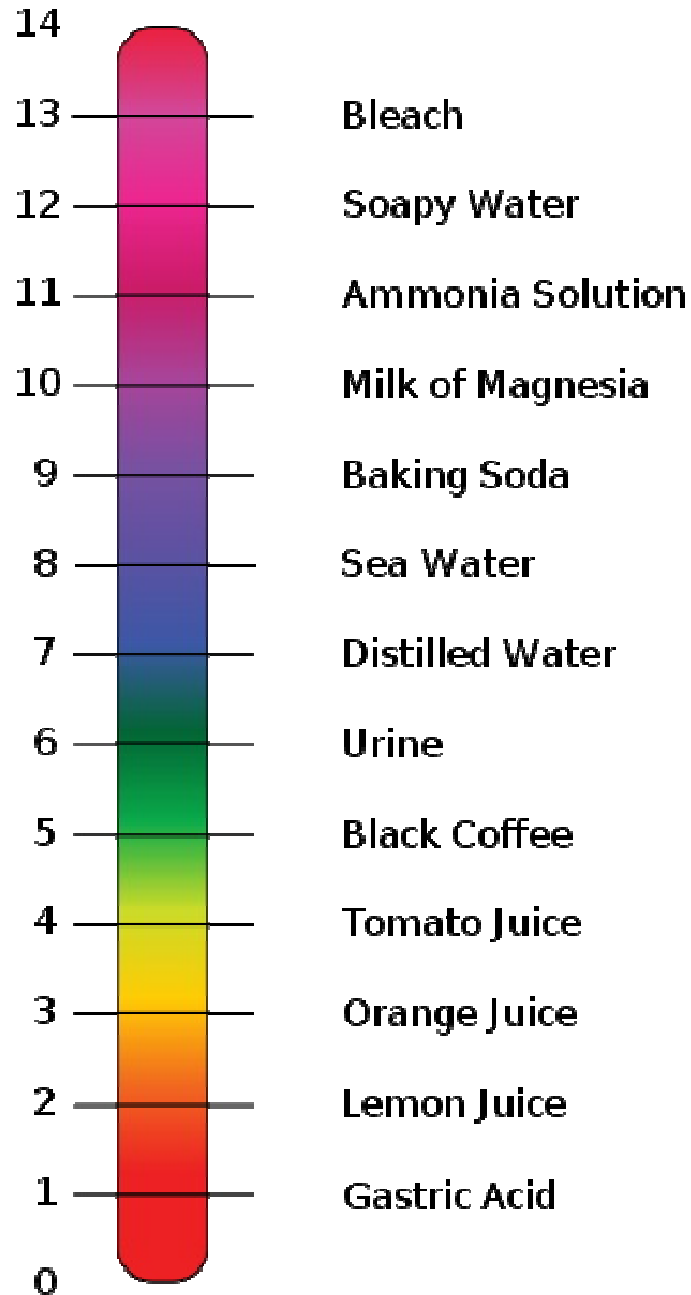 14
13 Bleach
12 Soapy Water
11 Ammonia Solution
10 Milk of Magnesia
9 Baking Soda
8 Sea Water
7 Distilled Water
6 Urine
5 Black Coffee
4 Tomato Juice
3 Orange Juice
2 Lemon Juice
1 Gastric Acid
0